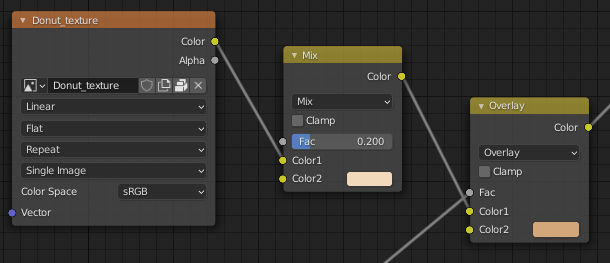 Donut_texture
Color
Alpha
Donut_texture
Linear
Flat
Repeat
Single Image
Color Space sRGB
Vector
Mix
Color
Mix
Clamp
Fac 0.200
Color1
Color2
Overlay
Color
Overlay
Clamp
Fac
Color1
Color2